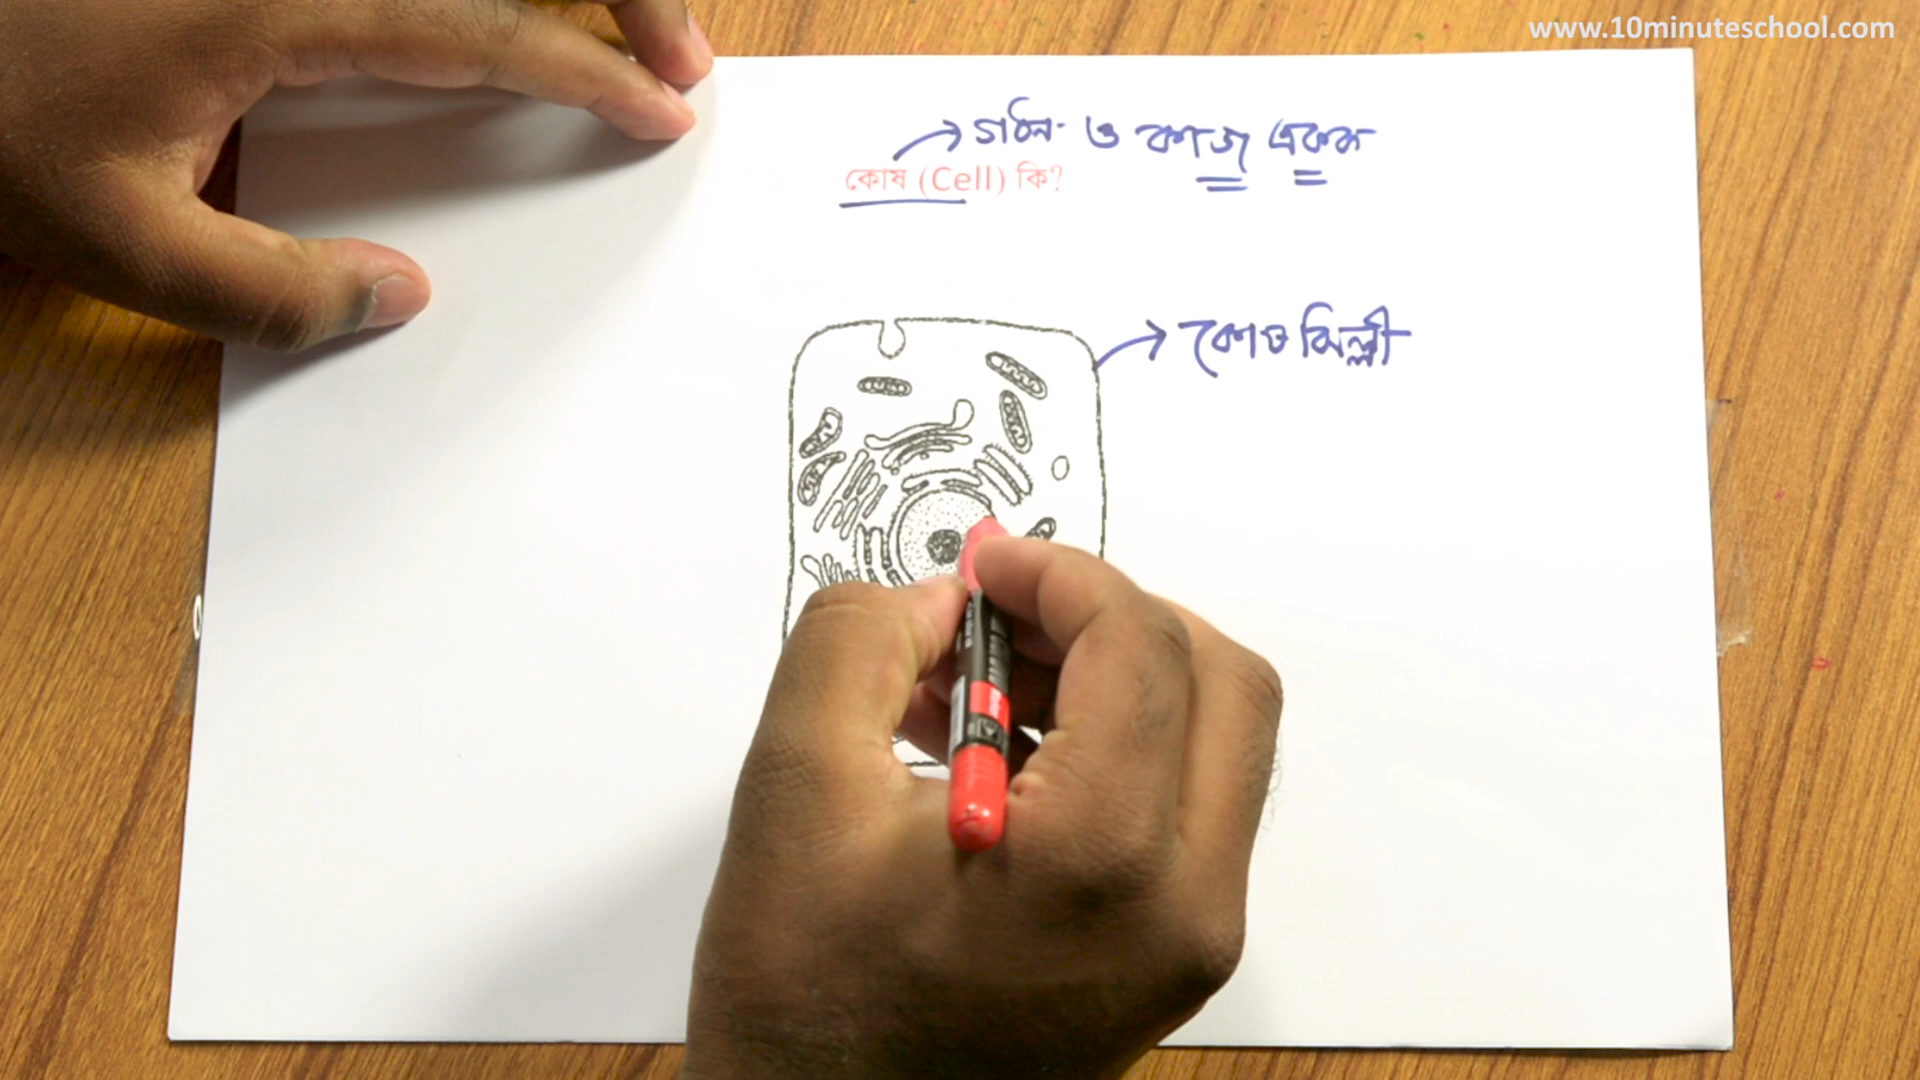 www.10minuteschool.com
গঠন ও কাজ একক
কোষ (Cell) কি?
কোষ ঝিল্লী